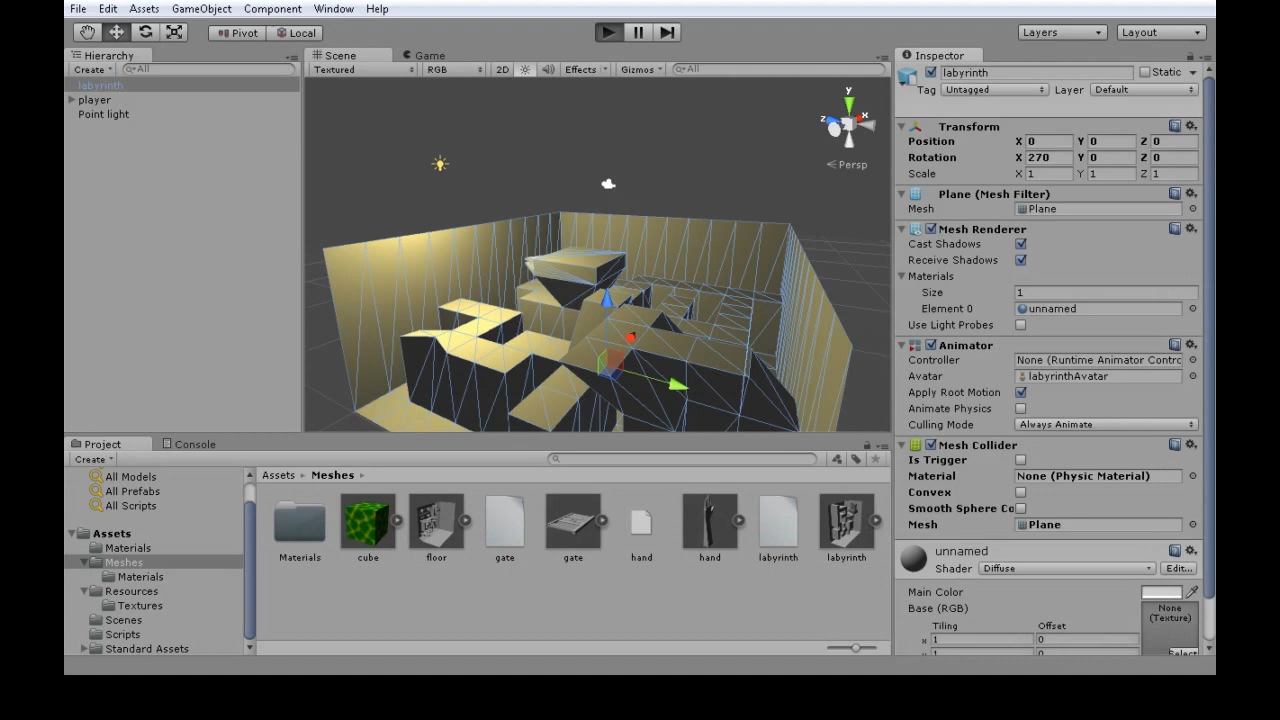 File Edit Assets GameObject Component Window Help
Pivot Local Layers Layout
Hierarchy
Create All
labyrinth
player
Point light
Scene Game
Textured RGB 2D Effects Gizmos All
y
z x
Persp
Inspector
labyrinth Static
Tag Untagged Layer Default
Transform
Position X 0 Y 0 Z 0
Rotation X 270 Y 0 Z 0
Scale X 1 Y 1 Z 1
Plane (Mesh Filter)
Mesh Plane
Mesh Renderer
Cast Shadows
Receive Shadows
Materials
Size 1
Element 0 unnamed
Use Light Probes
Animator
Controller None (Runtime Animator Contro
Avatar labyrinthAvatar
Apply Root Motion
Animate Physics
Culling Mode Always Animate
Mesh Collider
Is Trigger
Material None (Physic Material)
Convex
Smooth Sphere Co
Mesh Plane
unnamed
Shader Diffuse Edit...
Main Color
Base (RGB)
None
(Texture)
Tiling Offset
x 1 0
1 0
Select
Project Console
Create
All Models
All Prefabs
All Scripts
Assets
Materials
Meshes
Materials
Resources
Textures
Scenes
Scripts
Standard Assets
Assets Meshes
Materials cube floor gate gate hand hand labyrinth labyrinth